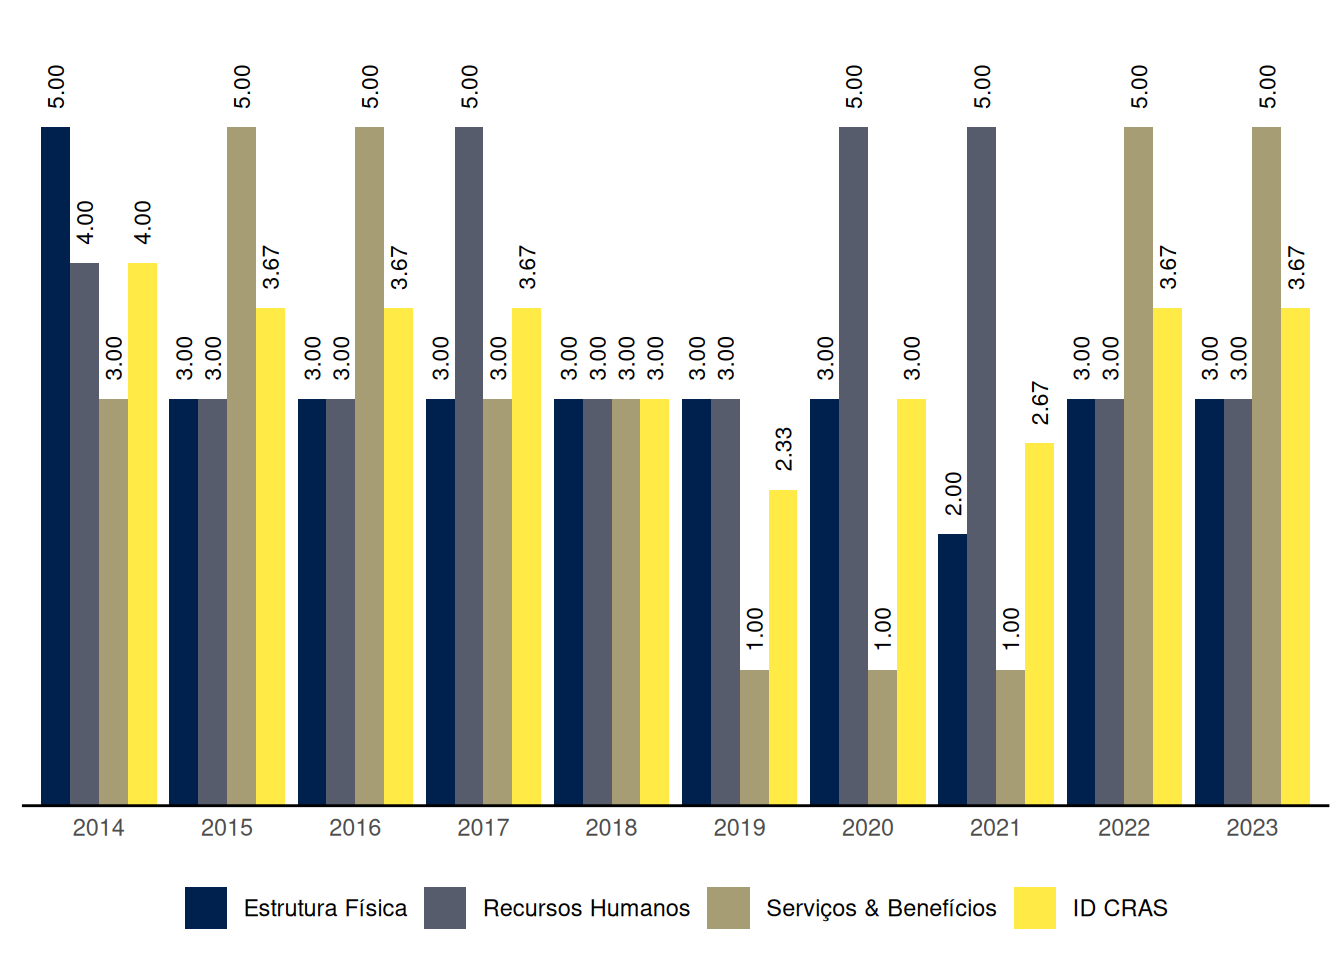 5.00 4.00 3.00 4.00 3.00 3.00 5.00 3.67 3.00 3.00 5.00 3.67 3.00 5.00 3.00 3.67 3.00 3.00 3.00 3.00 3.00 3.00 1.00 2.33 3.00 5.00 1.00 3.00 2.00 5.00 1.00 2.67 3.00 3.00 5.00 3.67 3.00 3.00 5.00 3.67
2014 2015 2016 2017 2018 2019 2020 2021 2022 2023
Estrutura Física Recursos Humanos Serviços & Benefícios ID CRAS